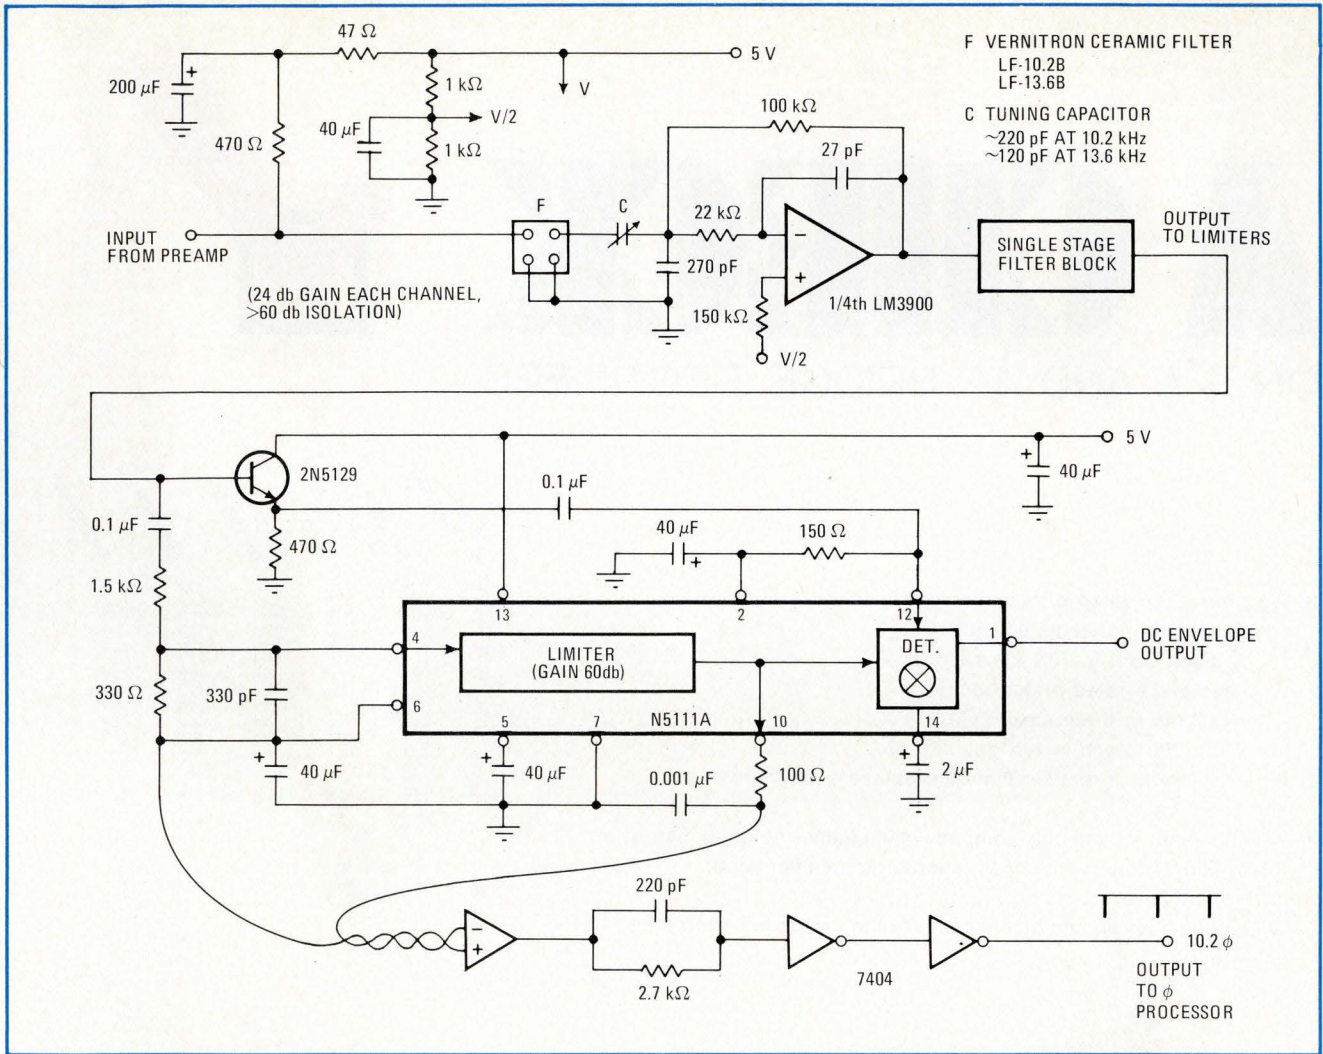 47 Ω
5 V
200 µF
+
1 kΩ
V
V/2
40 µF
1 kΩ
470 Ω
F VERNITRON CERAMIC FILTER
LF-10.2B
LF-13.6B
C TUNING CAPACITOR
~220 pF AT 10.2 kHz
~120 pF AT 13.6 kHz
100 kΩ
27 pF
F
C
22 kΩ
INPUT
FROM PREAMP
270 pF
−
+
1/4th LM3900
150 kΩ
V/2
SINGLE STAGE
FILTER BLOCK
OUTPUT
TO LIMITERS
(24 db GAIN EACH CHANNEL,
>60 db ISOLATION)
5 V
+
40 µF
2N5129
0.1 µF
0.1 µF
470 Ω
40 µF
+
150 Ω
1.5 kΩ
13
2
12
4
LIMITER
(GAIN 60db)
DET.
1
DC ENVELOPE
OUTPUT
330 Ω
330 pF
6
5
7
N5111A
10
14
+
40 µF
+
40 µF
0.001 µF
100 Ω
+
2 µF
−
+
220 pF
2.7 kΩ
7404
10.2 ϕ
OUTPUT
TO ϕ
PROCESSOR